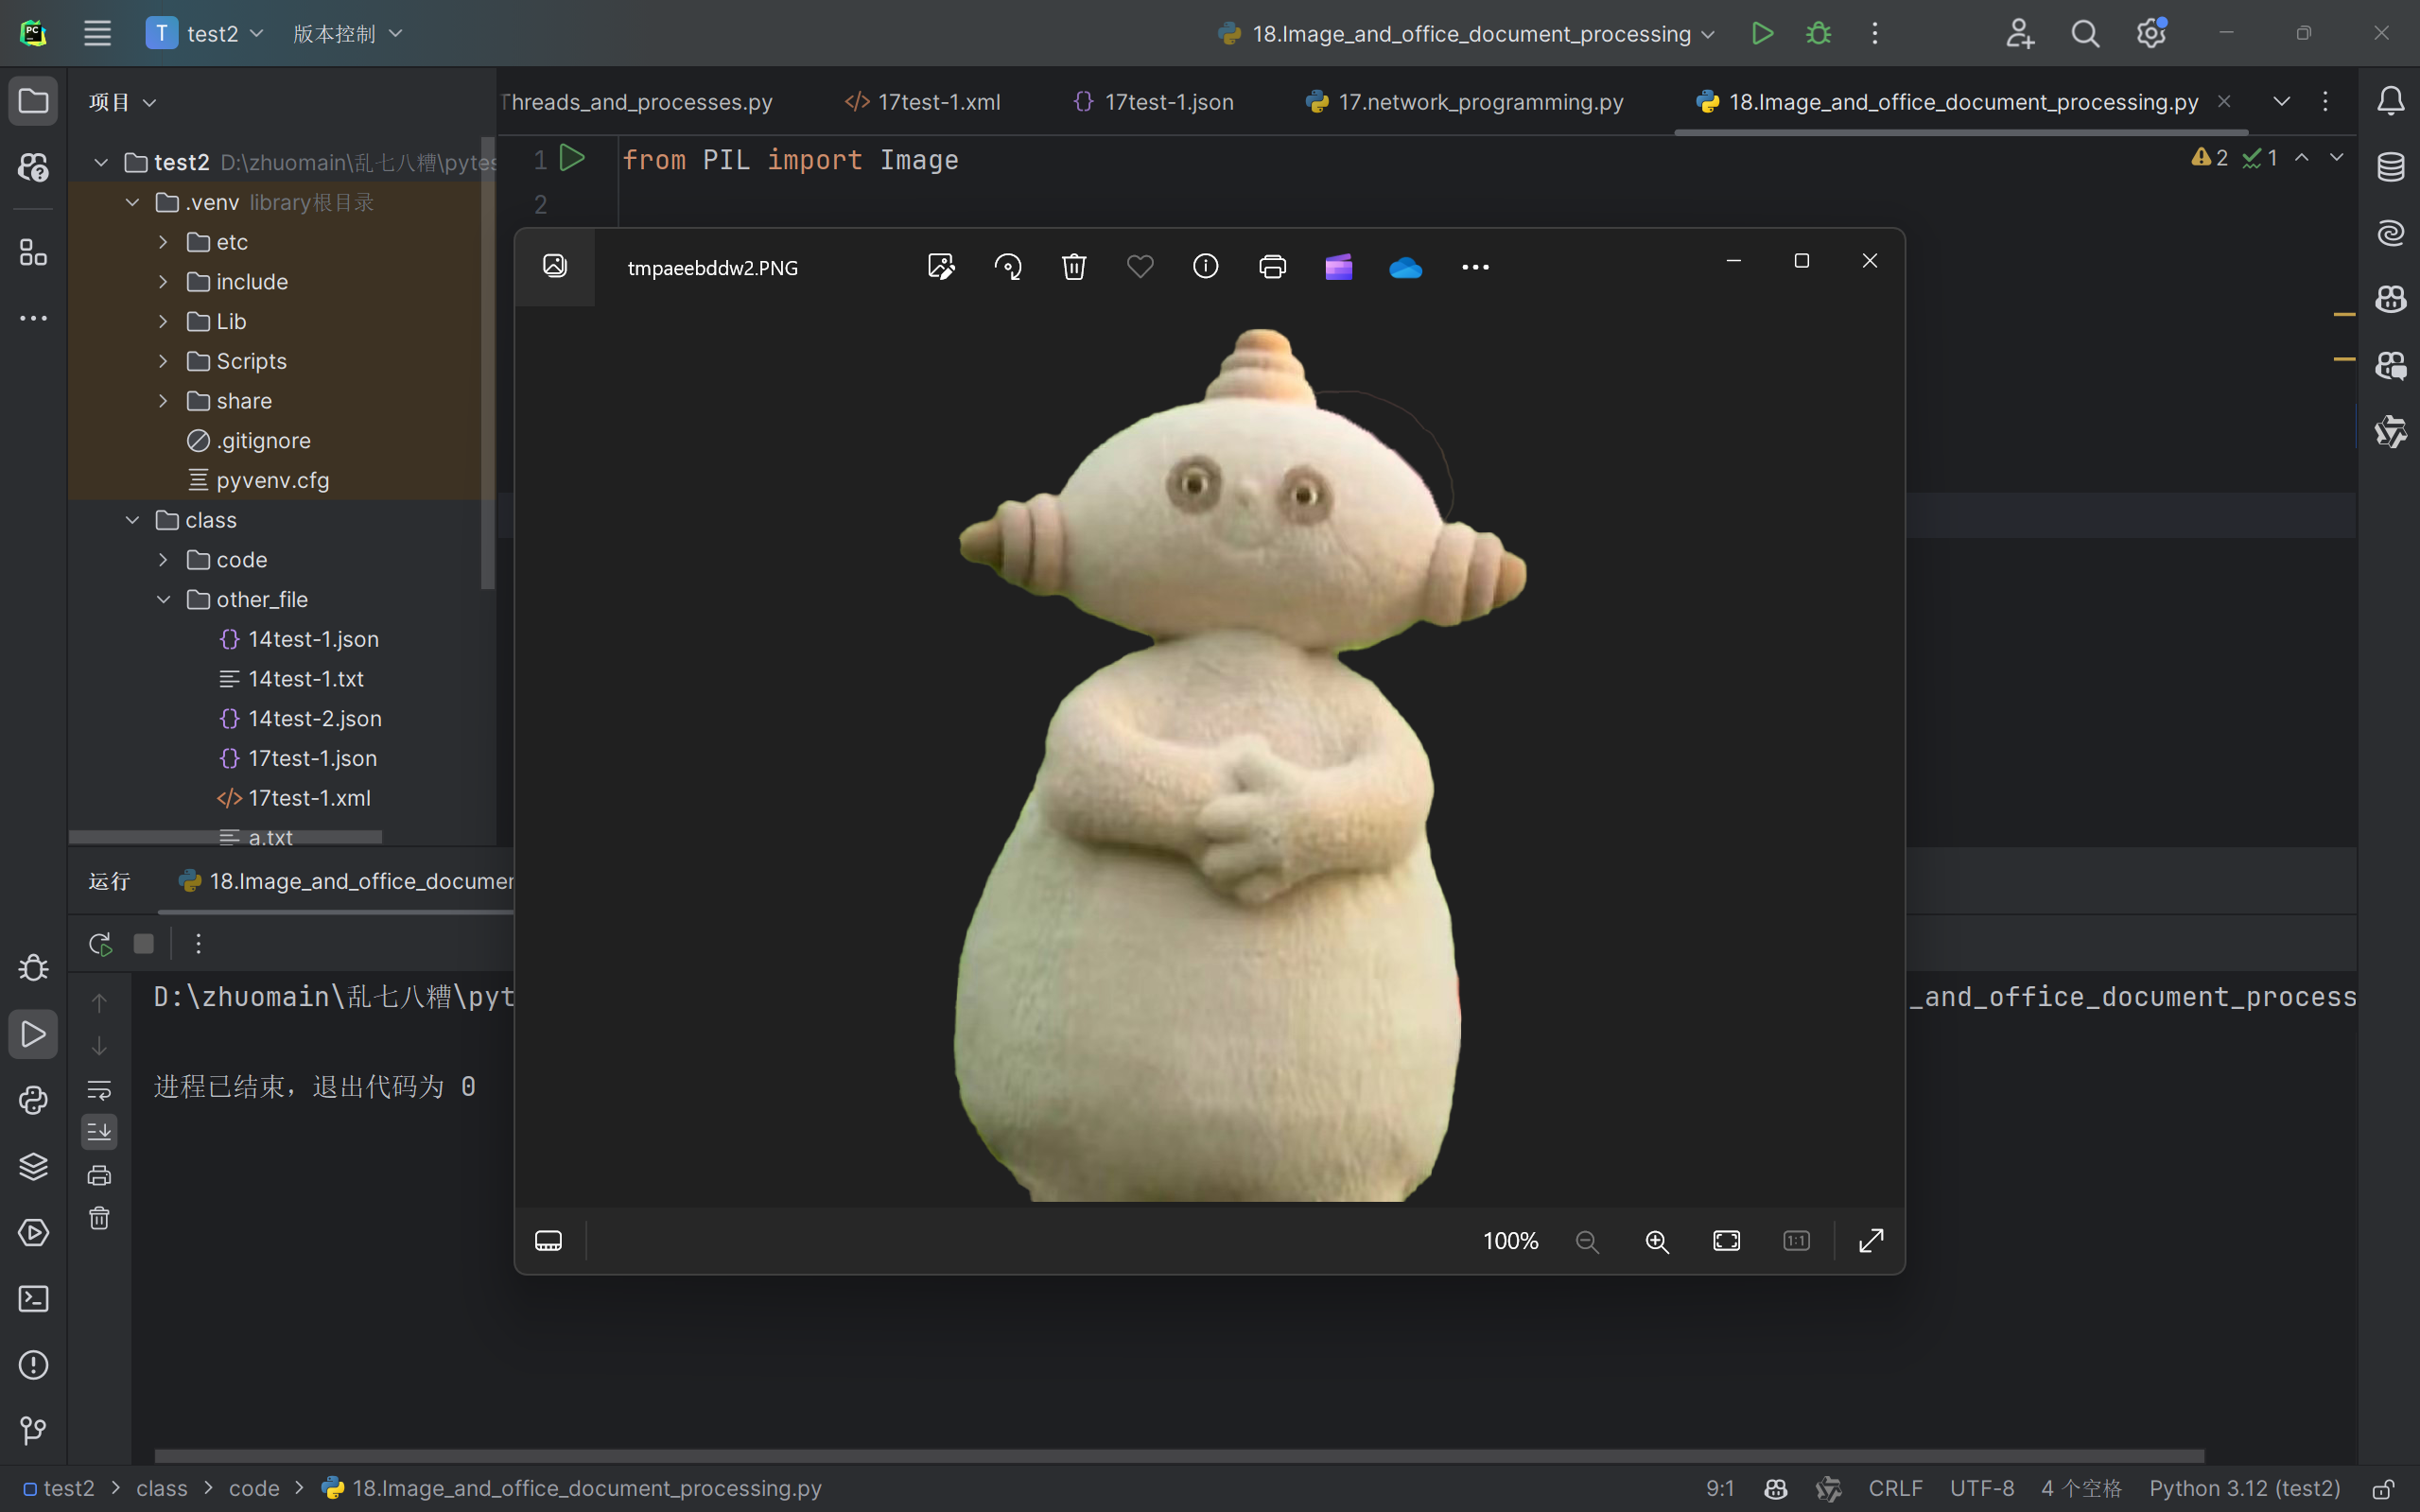 T test2 版本控制 18.Image_and_office_document_processing
项目
Threads_and_processes.py 17test-1.xml 17test-1.json 17.network_programming.py 18.Image_and_office_document_processing.py
test2 D:\zhuomain\乱七八糟\pytes
.venv library根目录
etc
include
Lib
Scripts
share
.gitignore
pyvenv.cfg
class
code
other_file
14test-1.json
14test-1.txt
14test-2.json
17test-1.json
17test-1.xml
a.txt
1 from PIL import Image
2
2 1
tmpaeebddw2.PNG
100%
1:1
运行 18.Image_and_office_documen
D:\zhuomain\乱七八糟\pyt _and_office_document_process
进程已结束，退出代码为 0
test2 > class > code > 18.Image_and_office_document_processing.py
9:1 CRLF UTF-8 4 个空格 Python 3.12 (test2)